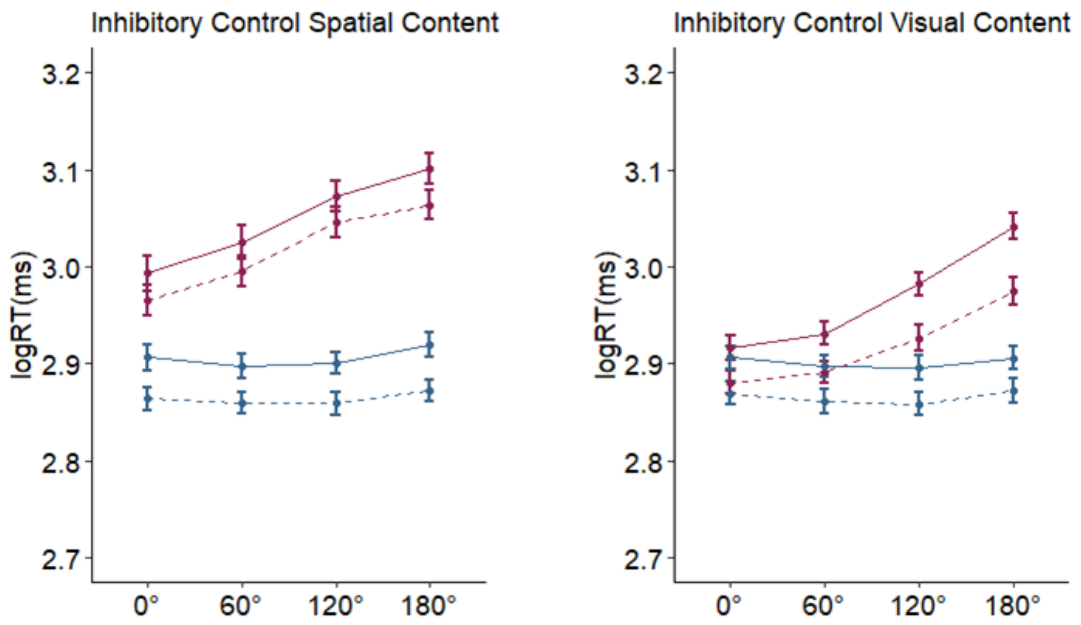 Inhibitory Control Spatial Content
3.2
3.1
3.0
2.9
2.8
2.7
logRT(ms)
0° 60° 120° 180°
Inhibitory Control Visual Content
3.2
3.1
3.0
2.9
2.8
2.7
logRT(ms)
0° 60° 120° 180°